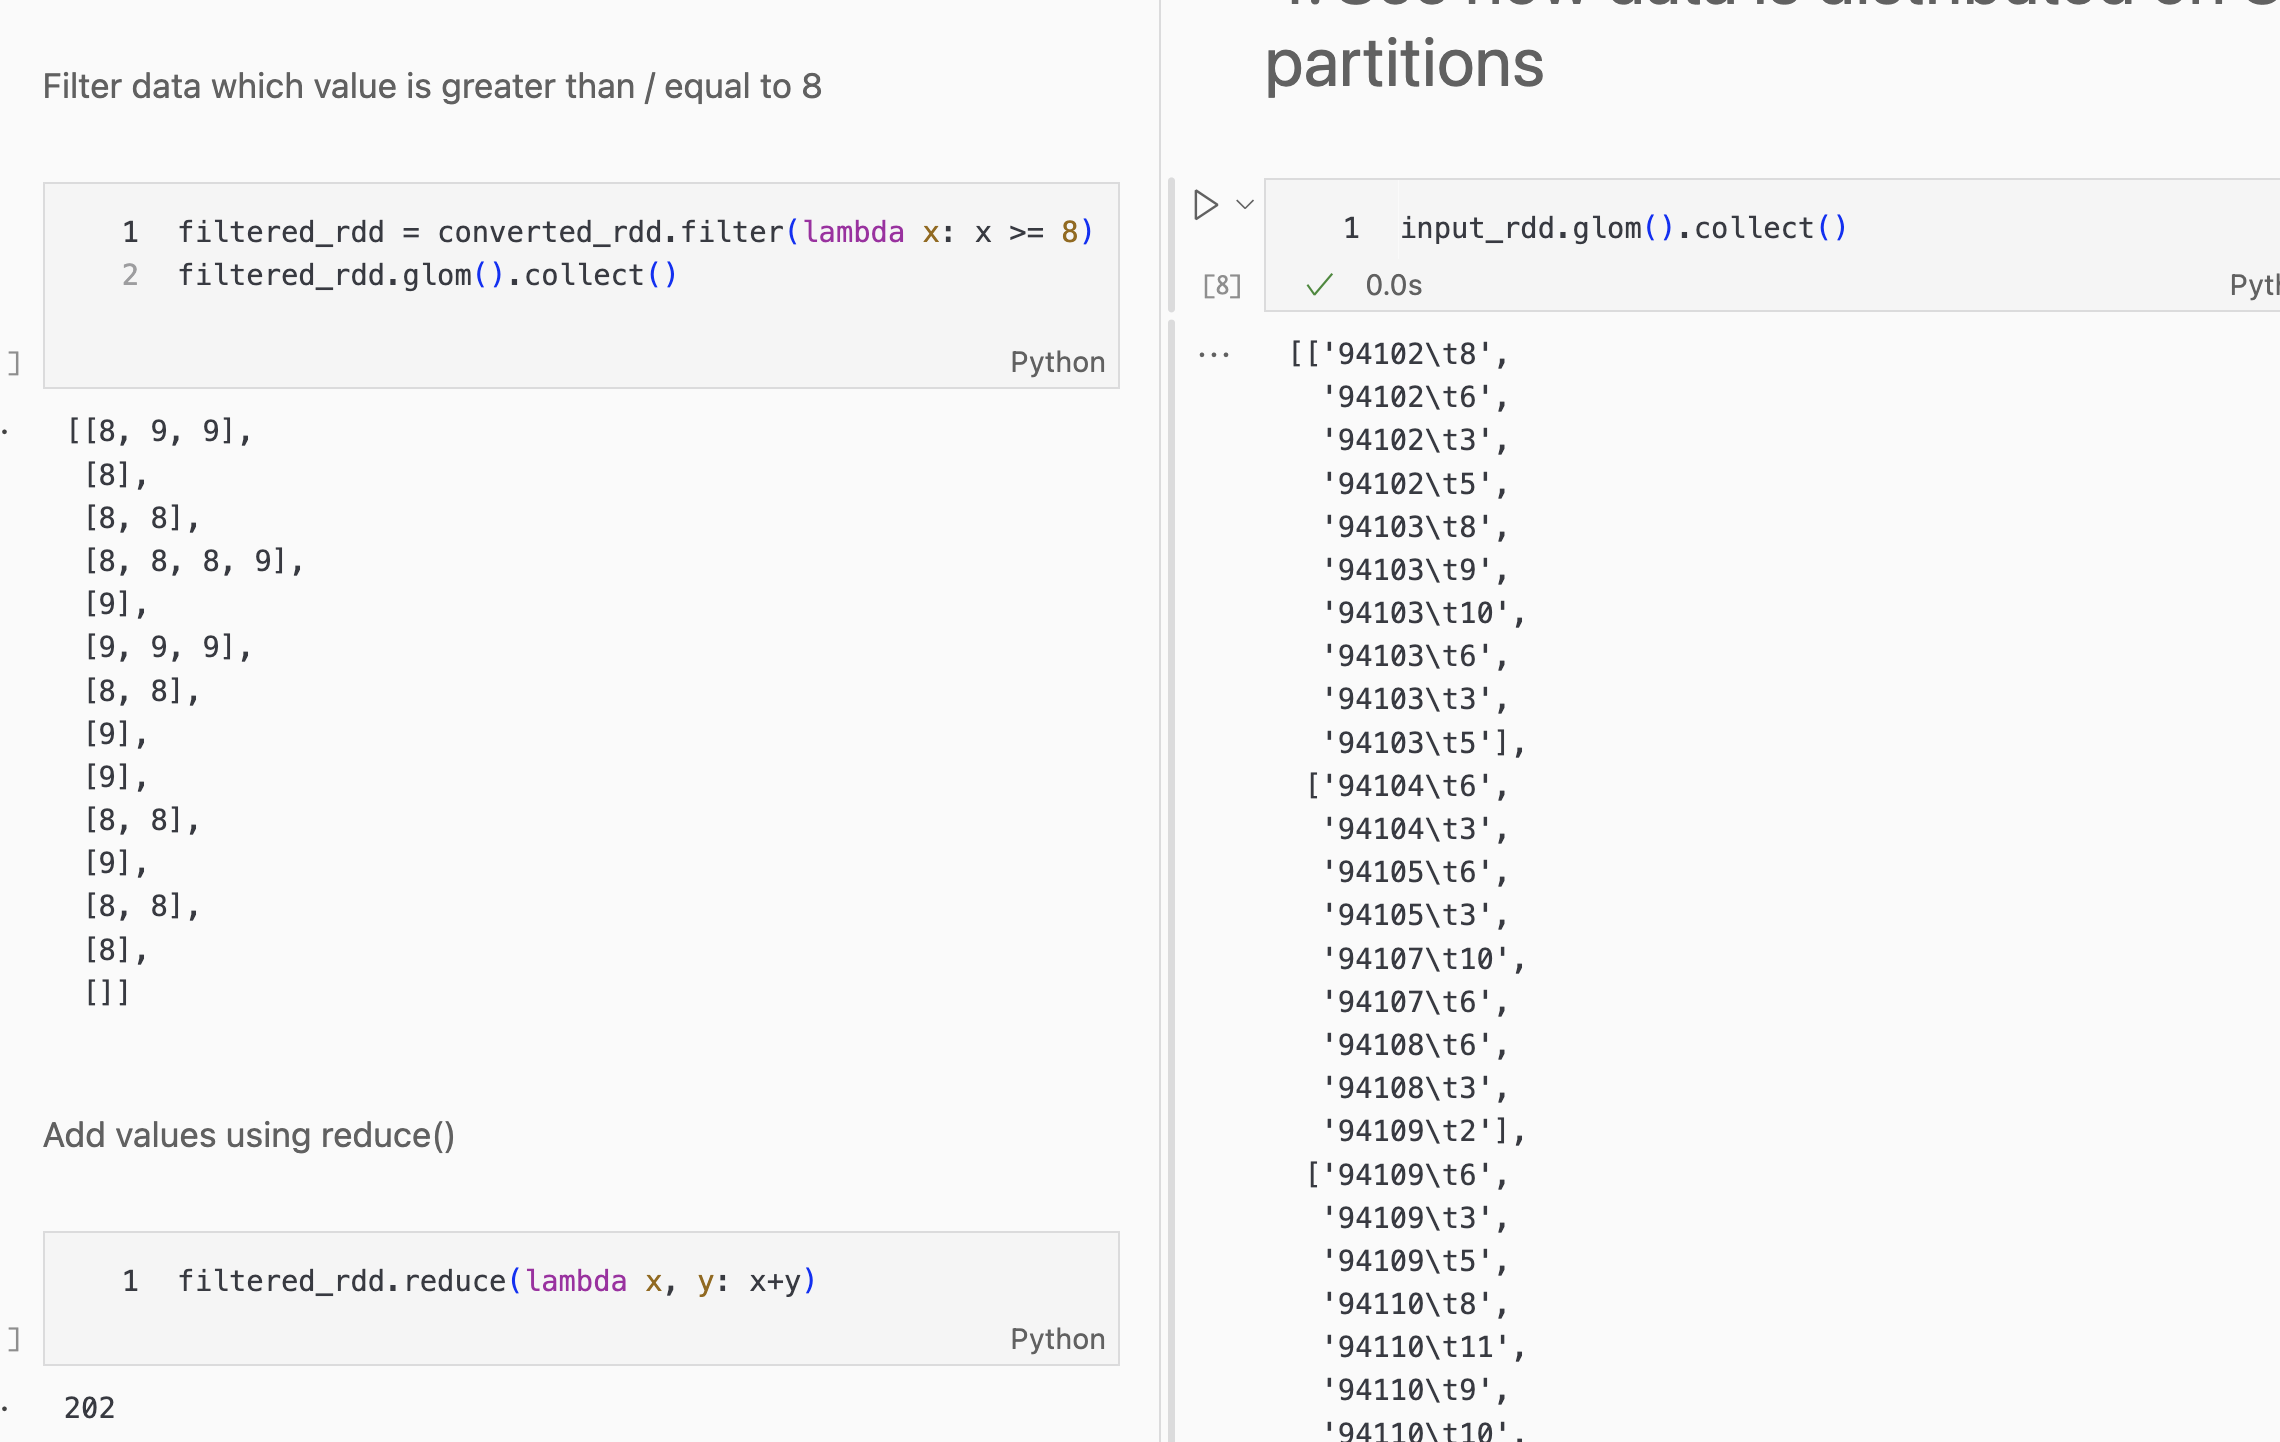 Filter data which value is greater than / equal to 8
1 filtered_rdd = converted_rdd.filter(lambda x: x >= 8)
2 filtered_rdd.glom().collect()
]
Python
[[8, 9, 9],
[8],
[8, 8],
[8, 8, 8, 9],
[9],
[9, 9, 9],
[8, 8],
[9],
[9],
[8, 8],
[9],
[8, 8],
[8],
[]]
Add values using reduce()
1 filtered_rdd.reduce(lambda x, y: x+y)
]
Python
202
data is distributed on
partitions
1 input_rdd.glom().collect()
[8] ✓ 0.0s
...
[['94102\t8',
'94102\t6',
'94102\t3',
'94102\t5',
'94103\t8',
'94103\t9',
'94103\t10',
'94103\t6',
'94103\t3',
'94103\t5'],
['94104\t6',
'94104\t3',
'94105\t6',
'94105\t3',
'94107\t10',
'94107\t6',
'94108\t6',
'94108\t3',
'94109\t2'],
['94109\t6',
'94109\t3',
'94109\t5',
'94110\t8',
'94110\t11',
'94110\t9',
'94110\t10',